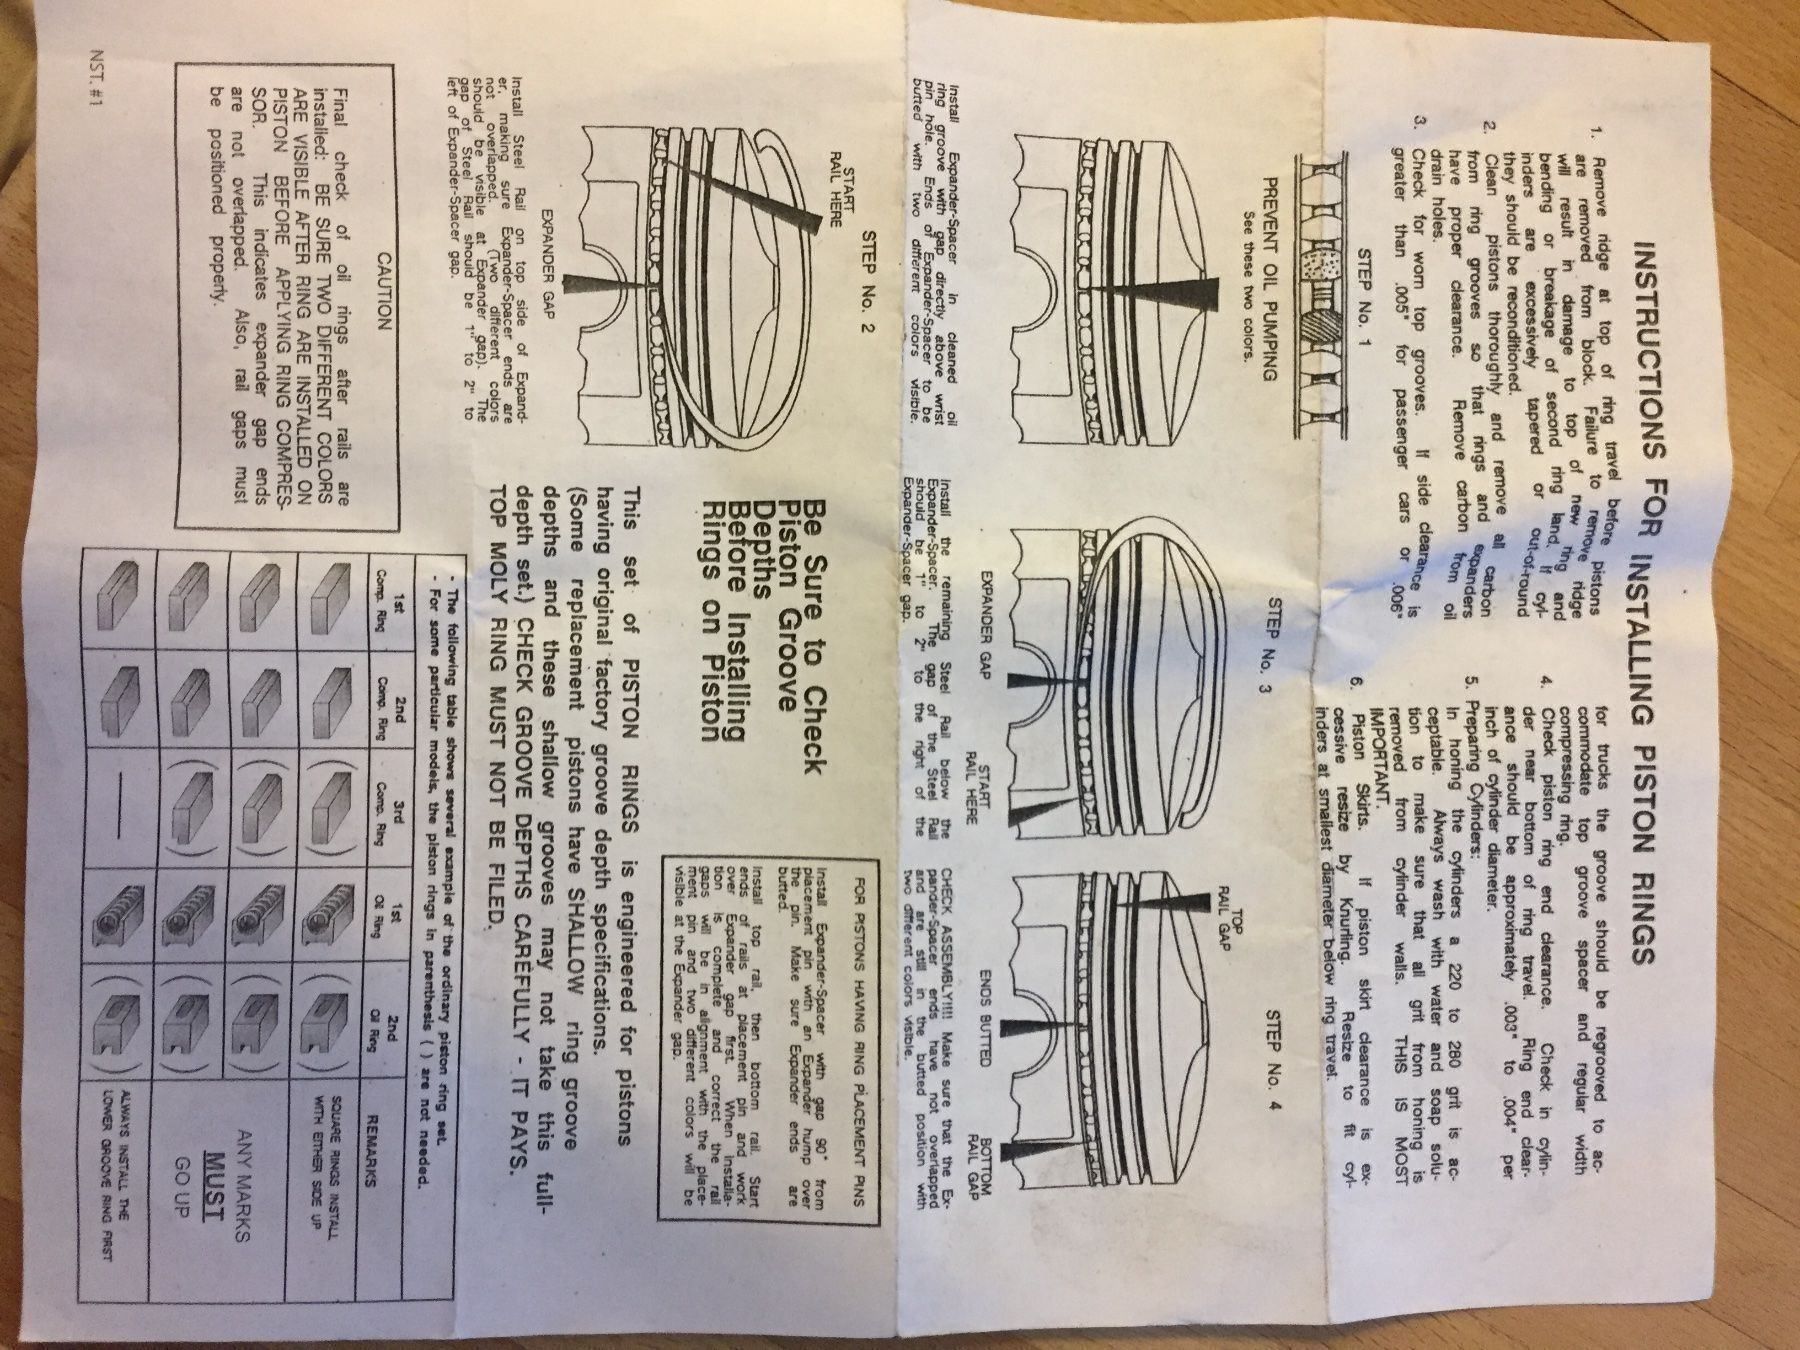 INSTRUCTIONS FOR INSTALLING PISTON RINGS
1. Remove ridge at top of ring travel before pistons
are removed from block. Failure to remove ridge
will result in damage to top of new ring and
bending or breakage of second ring land. If cyl-
inders are excessively tapered or out-of-round
they should be reconditioned.
2. Clean pistons thoroughly and remove all carbon
from ring grooves so that rings and expanders
have proper clearance. Remove carbon from oil
drain holes.
3. Check for worn top grooves. If side clearance is
greater than .005" for passenger cars or .006"
for trucks the groove should be regrooved to ac-
commodate top groove spacer and regular width
compressing ring.
4. Check piston ring end clearance. Check in cylin-
der near bottom of ring travel. Ring end clear-
ance should be approximately .003" to .004" per
inch of cylinder diameter.
5. Preparing Cylinders:
In honing the cylinders a 220 to 280 grit is ac-
ceptable. Always wash with water and soap solu-
tion to make sure that all grit from honing is
removed from cylinder walls. THIS IS MOST
IMPORTANT.
6. Piston Skirts. If piston skirt clearance is ex-
cessive resize by Knurling. Resize to fit cyl-
inders at smallest diameter below ring travel.
STEP No. 1
PREVENT OIL PUMPING
See these two colors.
Install Expander-Spacer in cleaned oil
ring groove with gap directly above wrist
pin hole. Ends of Expander-Spacer to be
butted with two different colors visible.
STEP No. 3
EXPANDER GAP
START
RAIL HERE
Install the remaining Steel Rail below the
Expander-Spacer. The gap of the Steel Rail
should be 1" to 2" to the right of the
Expander-Spacer gap.
STEP No. 4
TOP
RAIL GAP
ENDS BUTTED
BOTTOM
RAIL GAP
CHECK ASSEMBLY!!!! Make sure that the Ex-
pander-Spacer ends have not overlapped
and are still in the butted position with
two different colors visible.
STEP No. 2
START
RAIL HERE
EXPANDER GAP
Install Steel Rail on top side of Expand-
er, making sure Expander-Spacer ends are
not overlapped. (Two different colors
should be visible at Expander gap). The
gap of Steel Rail should be 1" to 2" to
left of Expander-Spacer gap.
Be Sure to Check
Piston Groove
Depths
Before Installing
Rings on Piston
FOR PISTONS HAVING RING PLACEMENT PINS
Install Expander-Spacer with gap 90° from
placement pin with an Expander hump over
the pin. Make sure Expander ends are
butted.
Install top rail, then bottom rail. Start
ends of rails at placement pin and work
over Expander gap first. When installa-
tion is complete and correct the rail
gaps will be in alignment with the place-
ment pin and two different colors will be
visible at the Expander gap.
This set of PISTON RINGS is engineered for pistons
having original factory groove depth specifications.
(Some replacement pistons have SHALLOW ring groove
depths and these shallow grooves may not take this full-
depth set.) CHECK GROOVE DEPTHS CAREFULLY - IT PAYS.
TOP MOLY RING MUST NOT BE FILED.
CAUTION
Final check of oil rings after rails are
installed: BE SURE TWO DIFFERENT COLORS
ARE VISIBLE AFTER RING ARE INSTALLED ON
PISTON BEFORE APPLYING RING COMPRES-
SOR. This indicates expander gap ends
are not overlapped. Also, rail gaps must
be positioned property.
- The following table shows several example of the ordinary piston ring set.
- For some particular models, the piston rings in parenthesis ( ) are not needed.
1st
Comp. Ring
2nd
Comp. Ring
3rd
Comp. Ring
1st
Oil Ring
2nd
Oil Ring
REMARKS
SQUARE RINGS INSTALL
WITH EITHER SIDE UP
ANY MARKS
MUST
GO UP
ALWAYS INSTALL THE
LOWER GROOVE RING FIRST
NST. #1